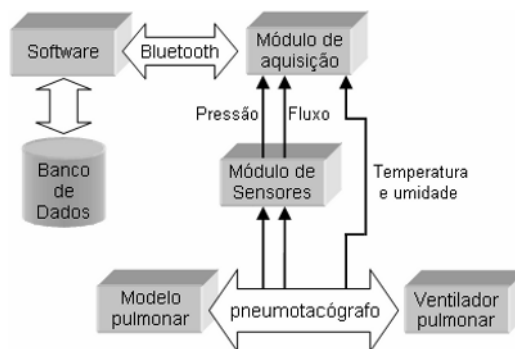 Software
Bluetooth
Módulo de
aquisição
Pressão
Fluxo
Banco
de
Dados
Módulo de
Sensores
Temperatura
e umidade
Modelo
pulmonar
pneumotacógrafo
Ventilador
pulmonar